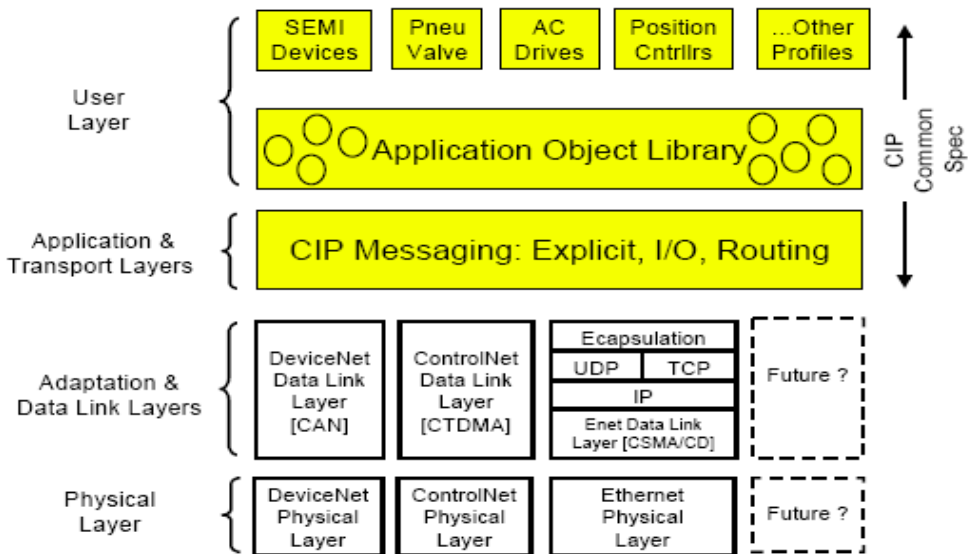 SEMI
Devices
Pneu
Valve
AC
Drives
Position
Cntrllrs
...Other
Profiles
User
Layer
Application Object Library
CIP
Common
Spec
Application &
Transport Layers
CIP Messaging: Explicit, I/O, Routing
Adaptation &
Data Link Layers
DeviceNet
Data Link
Layer
[CAN]
ControlNet
Data Link
Layer
[CTDMA]
Ecapsulation
UDP
TCP
IP
Enet Data Link
Layer [CSMA/CD]
Future ?
Physical
Layer
DeviceNet
Physical
Layer
ControlNet
Physical
Layer
Ethernet
Physical
Layer
Future ?